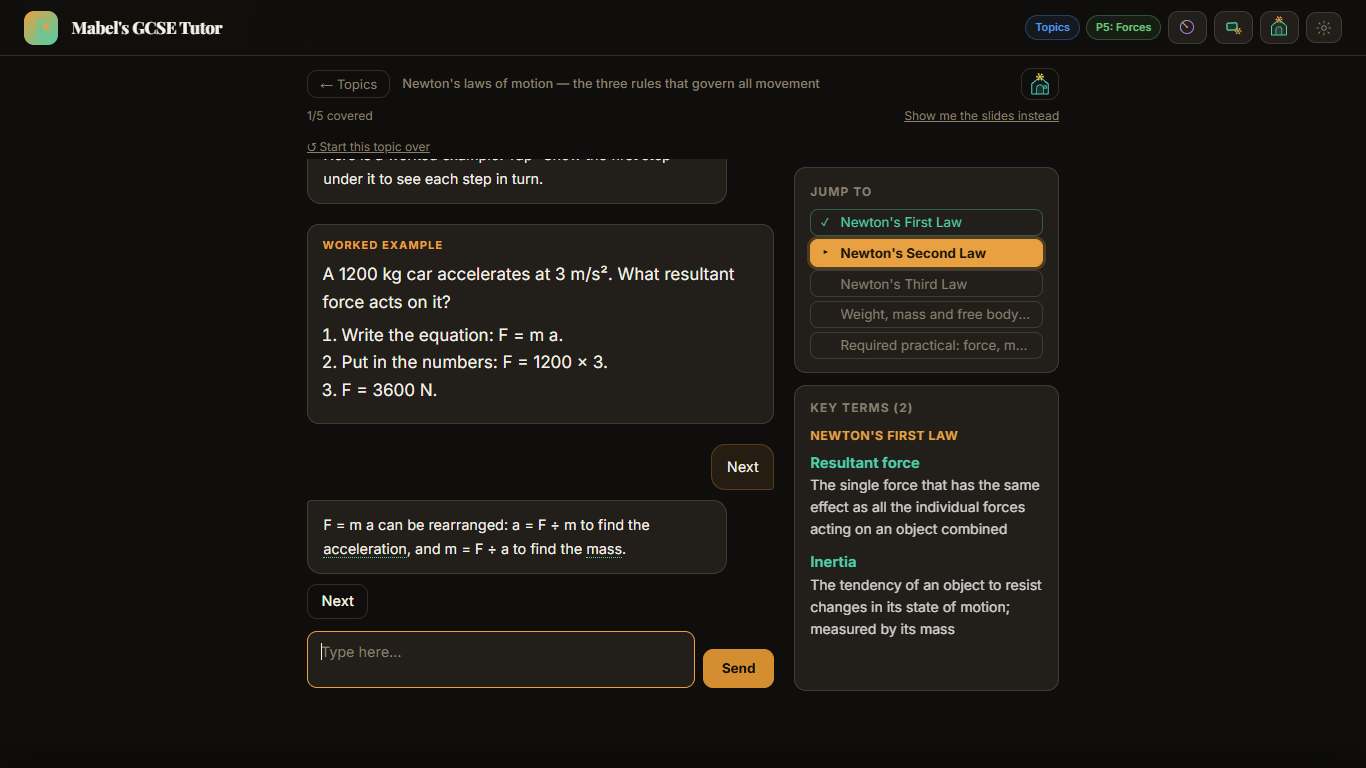 Mabel's GCSE Tutor
Topics
P5: Forces
← Topics
Newton's laws of motion — the three rules that govern all movement
1/5 covered
Show me the slides instead
↺ Start this topic over
under it to see each step in turn.
WORKED EXAMPLE
A 1200 kg car accelerates at 3 m/s². What resultant
force acts on it?
1. Write the equation: F = m a.
2. Put in the numbers: F = 1200 × 3.
3. F = 3600 N.
Next
F = m a can be rearranged: a = F ÷ m to find the
acceleration, and m = F ÷ a to find the mass.
Next
Type here...
Send
JUMP TO
✓ Newton's First Law
‣ Newton's Second Law
Newton's Third Law
Weight, mass and free body...
Required practical: force, m...
KEY TERMS (2)
NEWTON'S FIRST LAW
Resultant force
The single force that has the same
effect as all the individual forces
acting on an object combined
Inertia
The tendency of an object to resist
changes in its state of motion;
measured by its mass